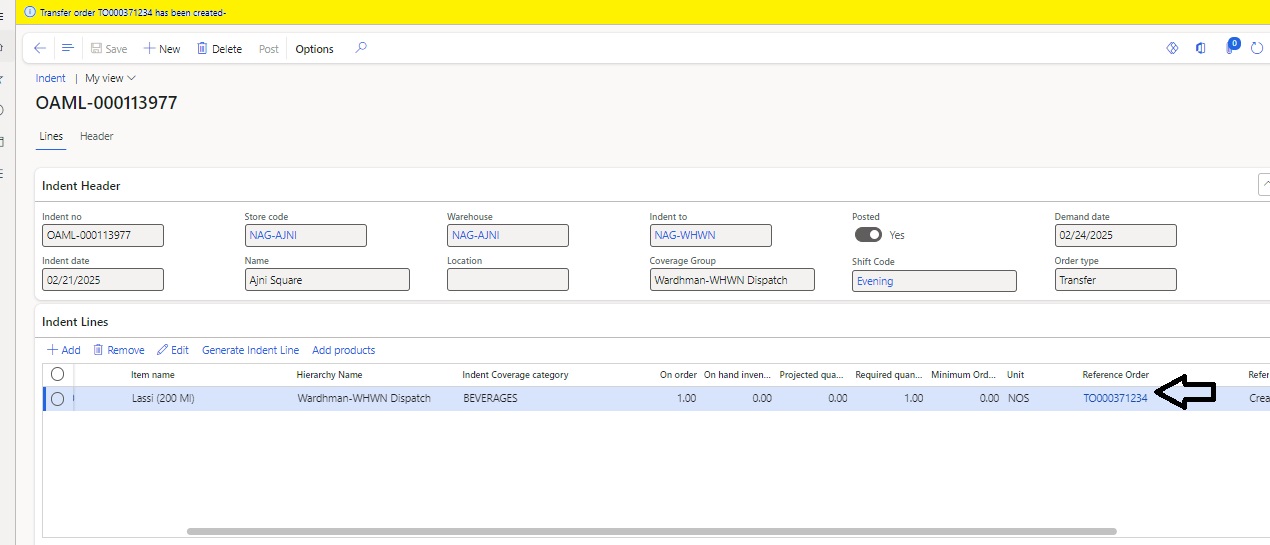 Transfer order TO000371234 has been created-
Save New Delete Post Options 0
Indent | My view
OAML-000113977
Lines Header
Indent Header
Indent no Store code Warehouse Indent to Posted Demand date
OAML-000113977 NAG-AJNI NAG-AJNI NAG-WHWN Yes 02/24/2025
Indent date Name Location Coverage Group Shift Code Order type
02/21/2025 Ajni Square Wardhman-WHWN Dispatch Evening Transfer
Indent Lines
Add Remove Edit Generate Indent Line Add products
Item name Hierarchy Name Indent Coverage category On order On hand inven... Projected qua... Required quan... Minimum Ord... Unit Reference Order Refer
Lassi (200 Ml) Wardhman-WHWN Dispatch BEVERAGES 1.00 0.00 0.00 1.00 0.00 NOS TO000371234 Crea